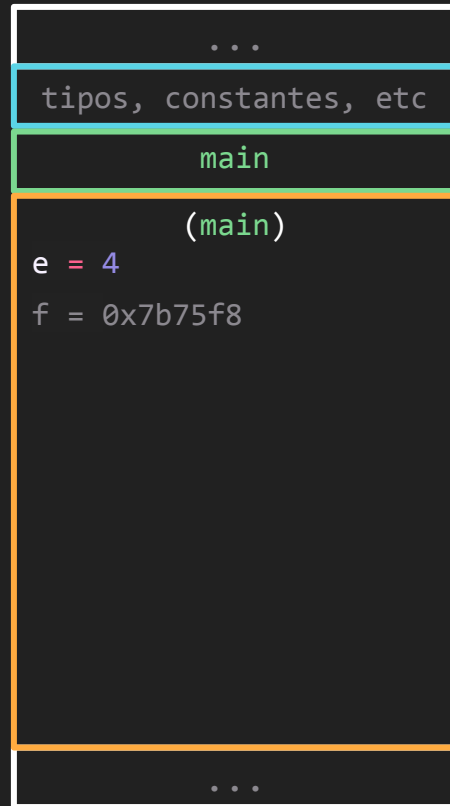 ...
tipos, constantes, etc
main
(main)
e = 4
f = 0x7b75f8
...